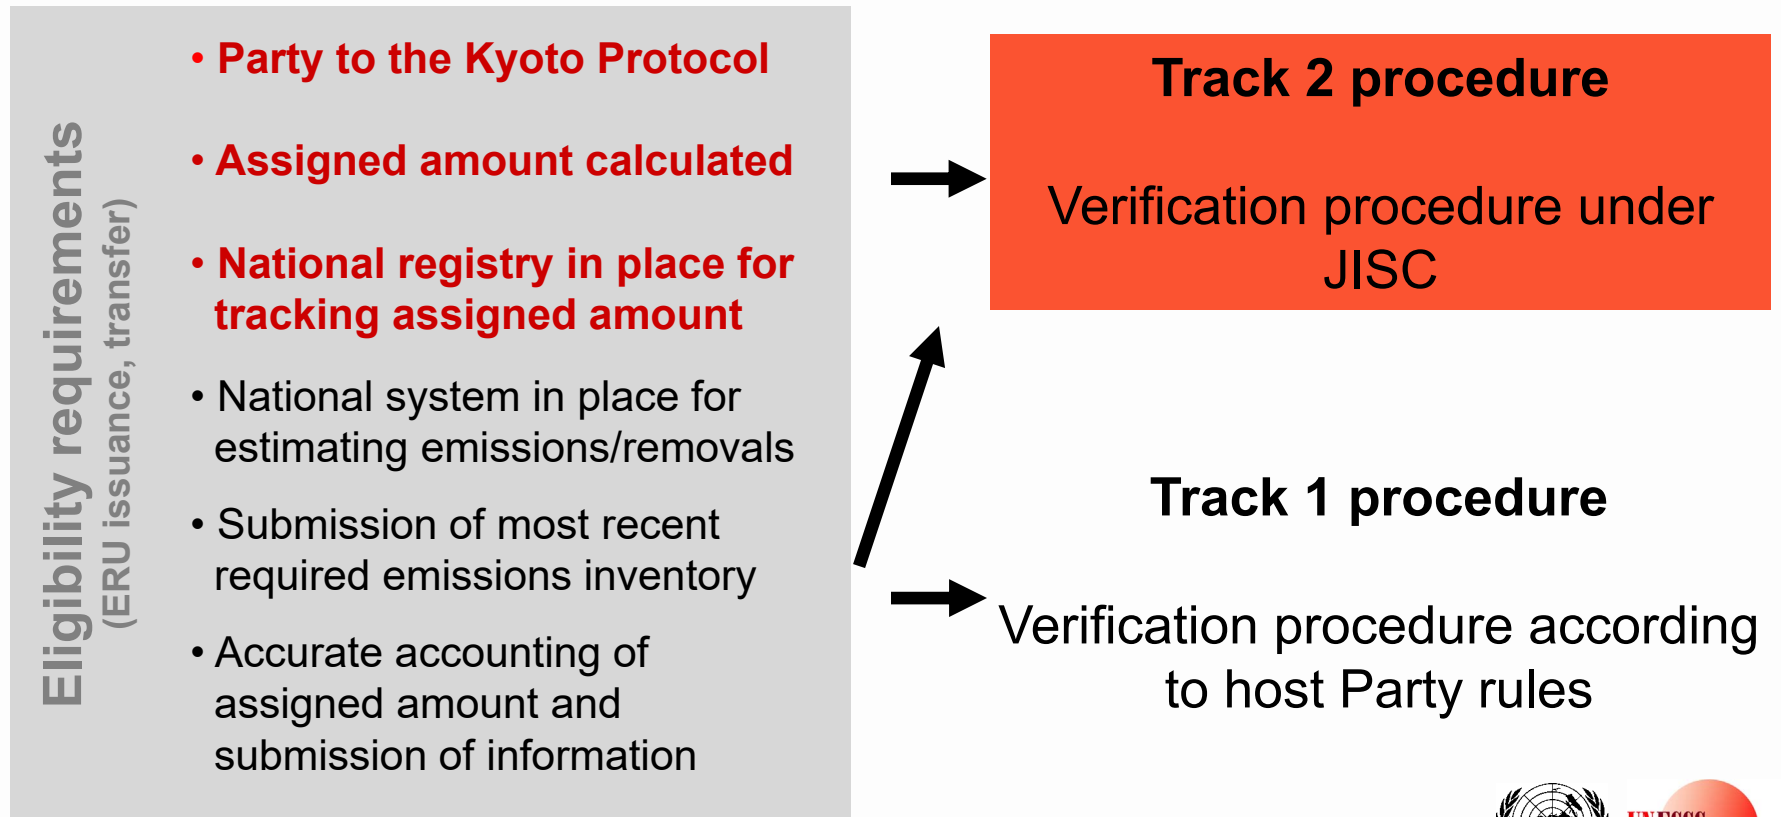 Eligibility requirements
(ERU issuance, transfer)
• Party to the Kyoto Protocol
• Assigned amount calculated
• National registry in place for
tracking assigned amount
• National system in place for
estimating emissions/removals
• Submission of most recent
required emissions inventory
• Accurate accounting of
assigned amount and
submission of information
Track 2 procedure
Verification procedure under
JISC
Track 1 procedure
Verification procedure according
to host Party rules